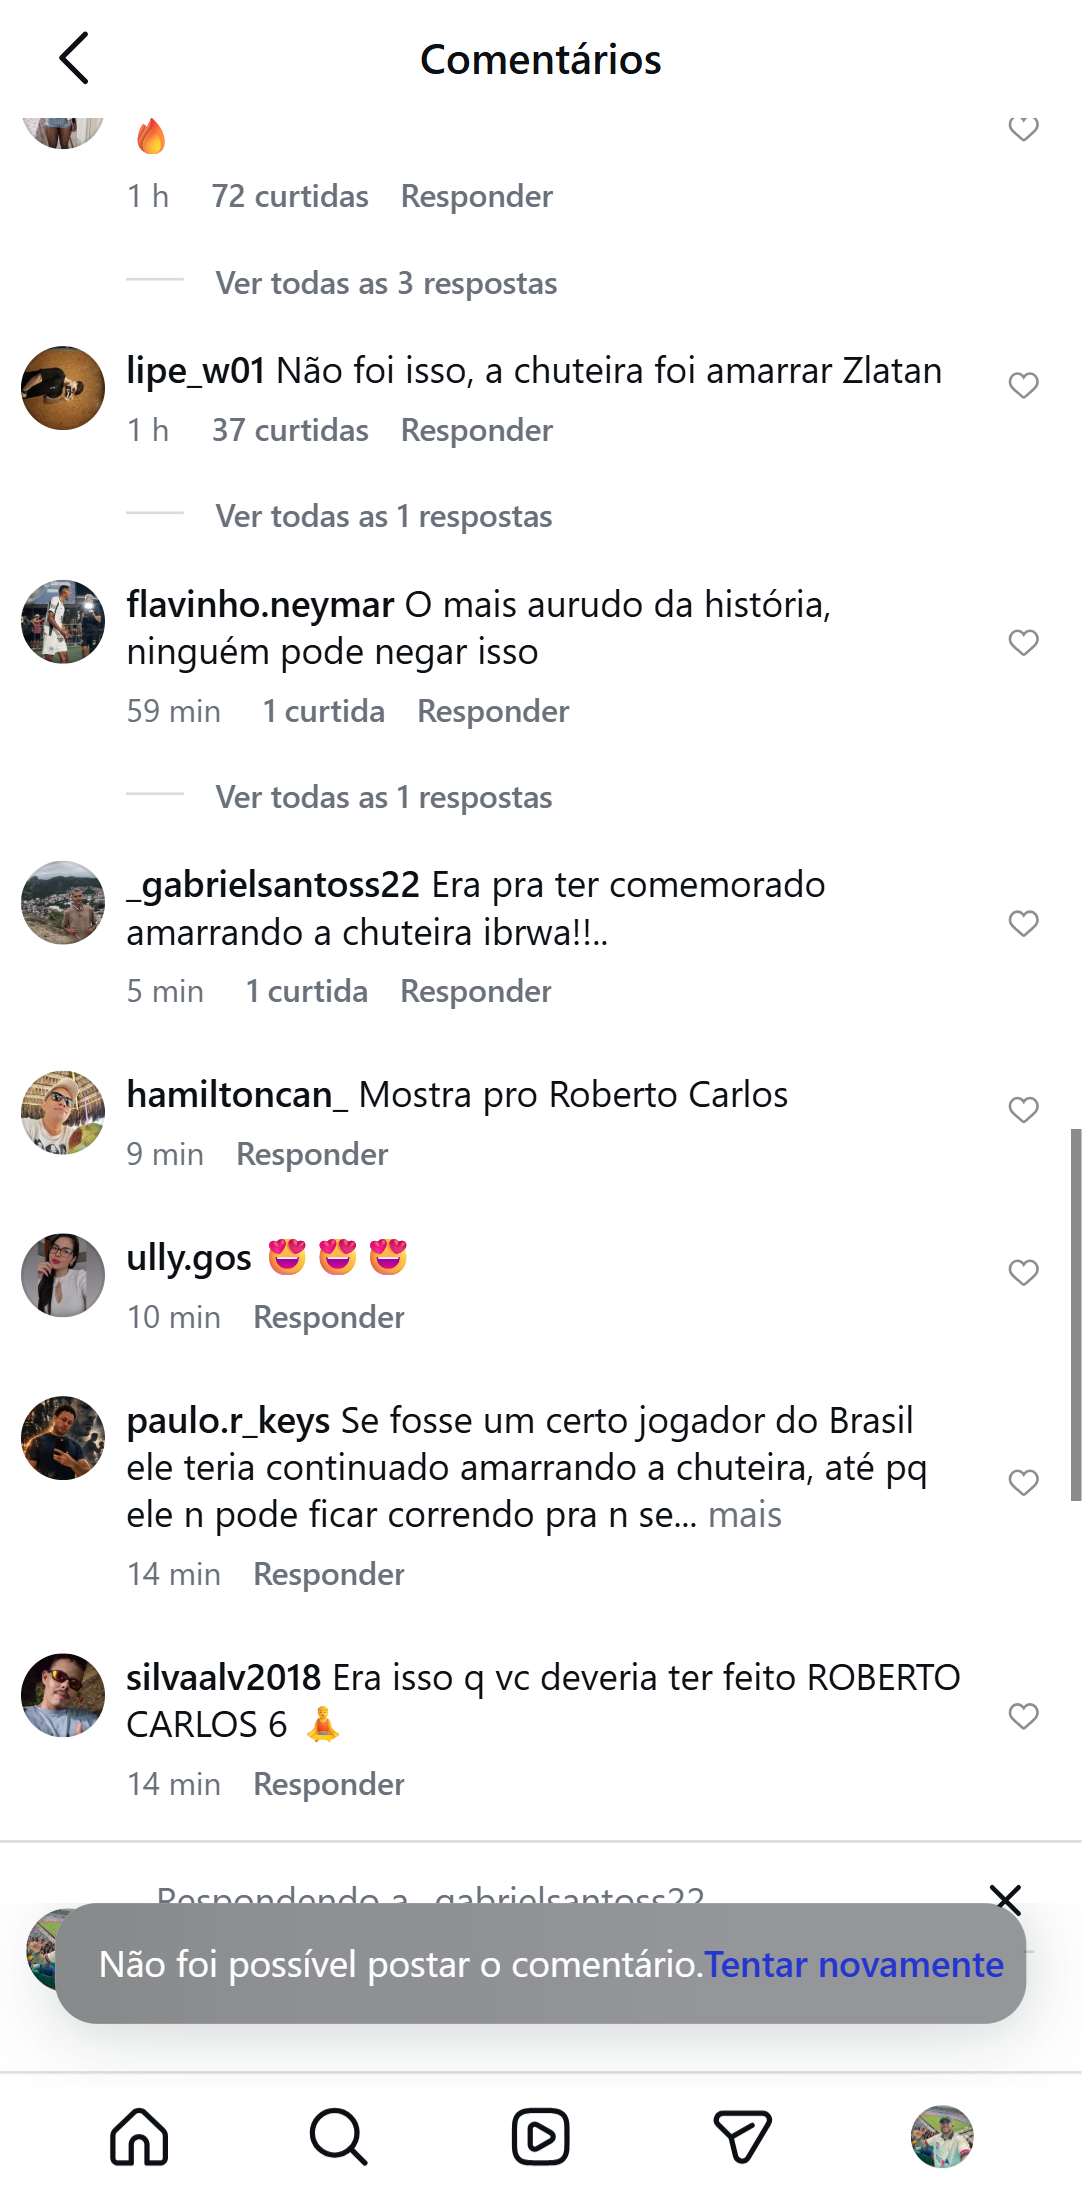 Comentários
🔥
1 h 72 curtidas Responder
Ver todas as 3 respostas
lipe_w01 Não foi isso, a chuteira foi amarrar Zlatan
1 h 37 curtidas Responder
Ver todas as 1 respostas
flavinho.neymar O mais aurudo da história,
ninguém pode negar isso
59 min 1 curtida Responder
Ver todas as 1 respostas
_gabrielsantoss22 Era pra ter comemorado
amarrando a chuteira ibrwa!!..
5 min 1 curtida Responder
hamiltoncan_ Mostra pro Roberto Carlos
9 min Responder
ully.gos 😍😍😍
10 min Responder
paulo.r_keys Se fosse um certo jogador do Brasil
ele teria continuado amarrando a chuteira, até pq
ele n pode ficar correndo pra n se... mais
14 min Responder
silvaalv2018 Era isso q vc deveria ter feito ROBERTO
CARLOS 6 🧘
14 min Responder
Respondendo a _gabrielsantoss22
Não foi possível postar o comentário.Tentar novamente